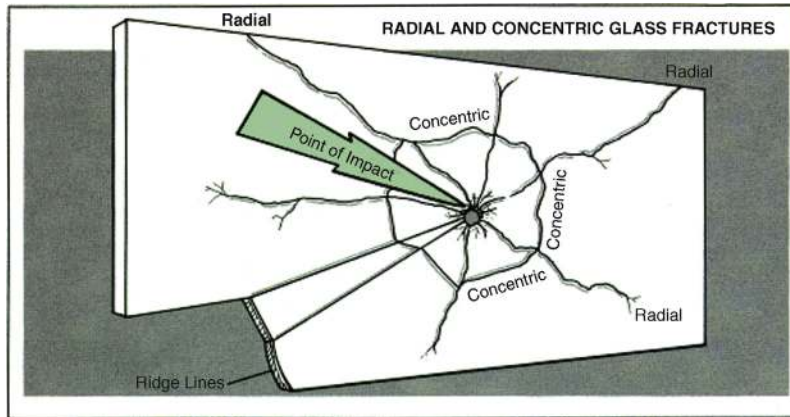 RADIAL AND CONCENTRIC GLASS FRACTURES
Radial
Radial
Concentric
Point of Impact
Concentric
Concentric
Radial
Ridge Lines